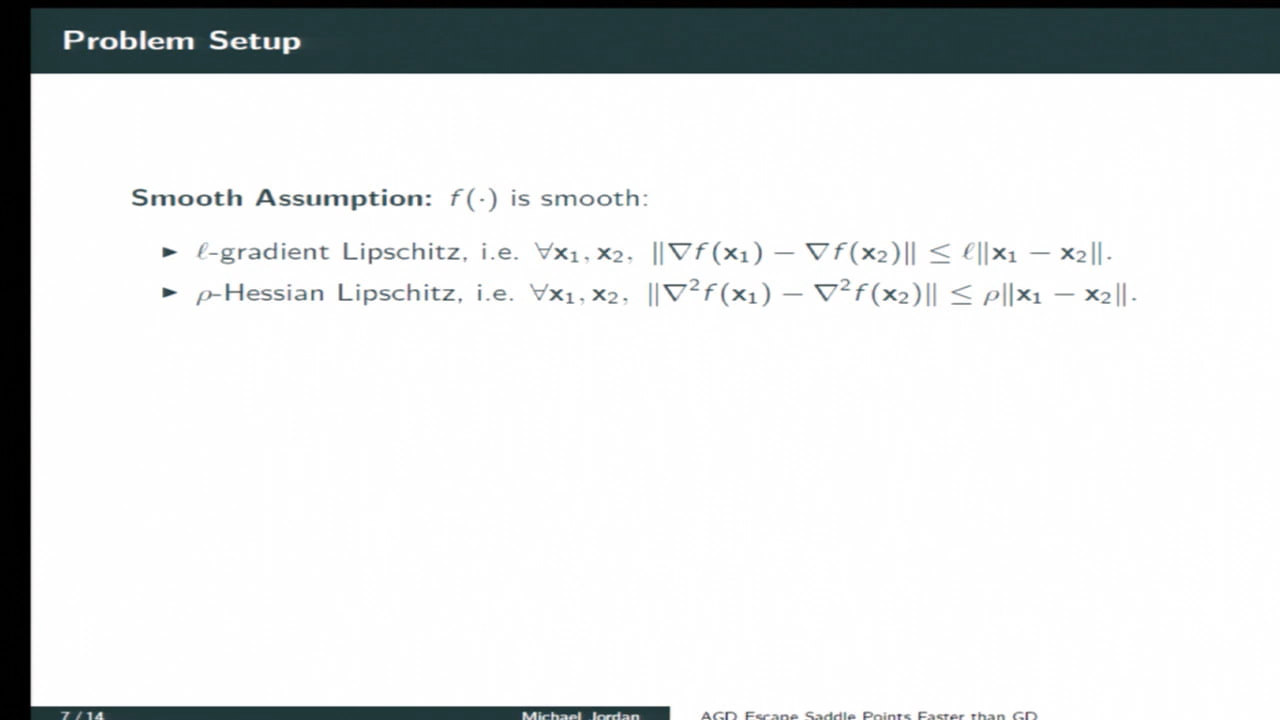 Problem Setup
Smooth Assumption: f(·) is smooth:
► ℓ-gradient Lipschitz, i.e. ∀x₁, x₂, ‖∇f(x₁) − ∇f(x₂)‖ ≤ ℓ‖x₁ − x₂‖.
► ρ-Hessian Lipschitz, i.e. ∀x₁, x₂, ‖∇²f(x₁) − ∇²f(x₂)‖ ≤ ρ‖x₁ − x₂‖.
7 / 14 Michael Jordan AGD Escape Saddle Points Faster than GD